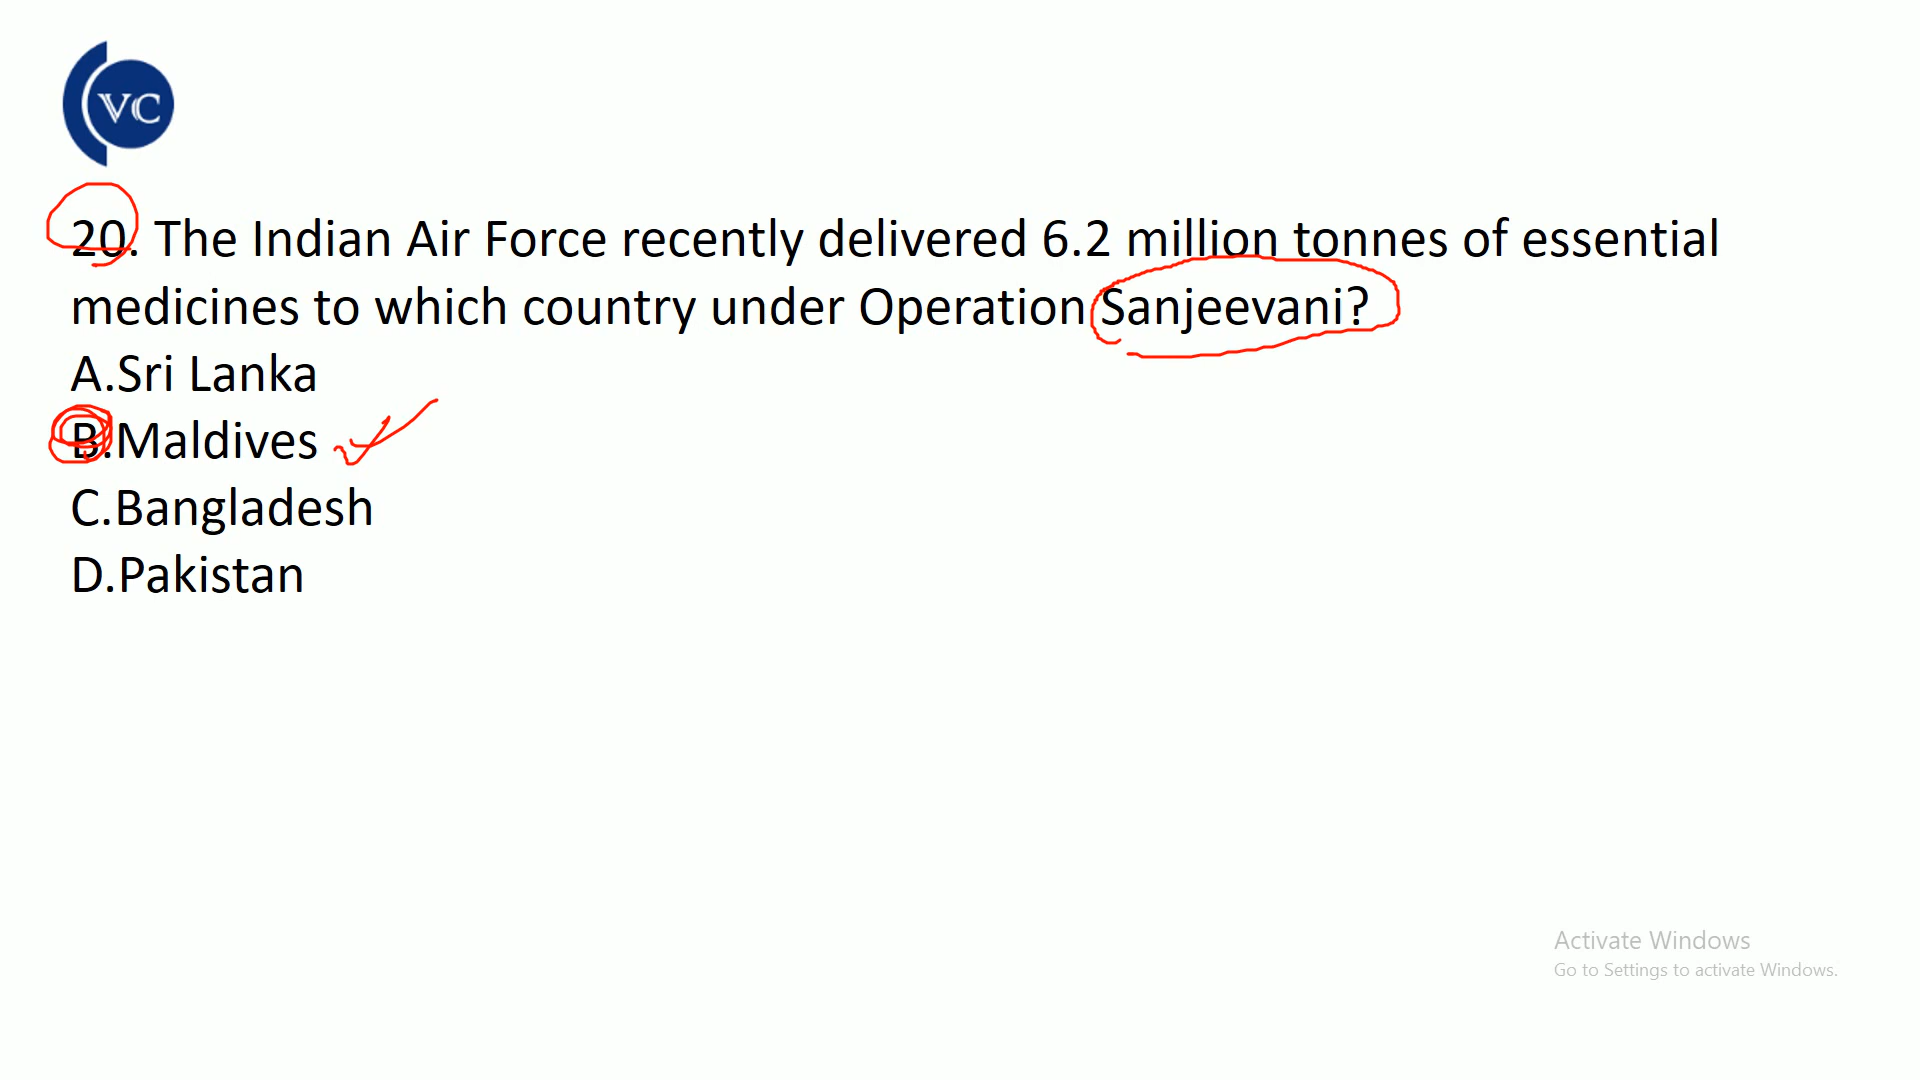 VC
20. The Indian Air Force recently delivered 6.2 million tonnes of essential
medicines to which country under Operation Sanjeevani?
A.Sri Lanka
B.Maldives
C.Bangladesh
D.Pakistan
Activate Windows
Go to Settings to activate Windows.